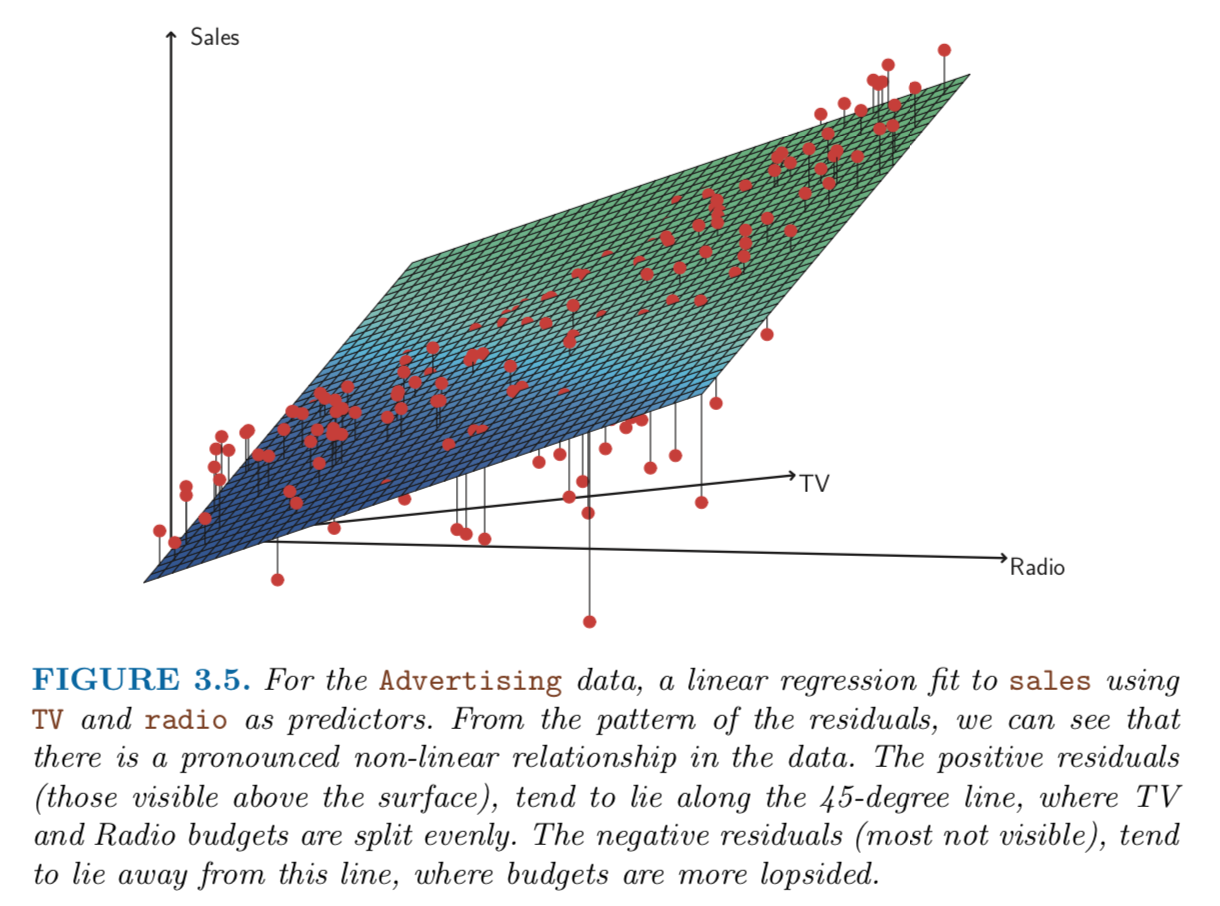 Sales
TV
Radio
FIGURE 3.5. For the Advertising data, a linear regression fit to sales using
TV and radio as predictors. From the pattern of the residuals, we can see that
there is a pronounced non-linear relationship in the data. The positive residuals
(those visible above the surface), tend to lie along the 45-degree line, where TV
and Radio budgets are split evenly. The negative residuals (most not visible), tend
to lie away from this line, where budgets are more lopsided.